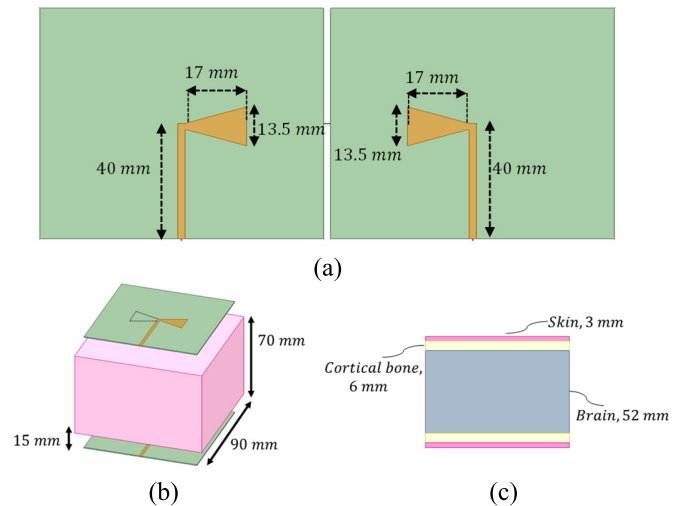 17 mm
13.5 mm
40 mm
17 mm
13.5 mm
40 mm
(a)
70 mm
15 mm
90 mm
(b)
Skin, 3 mm
Cortical bone,
6 mm
Brain, 52 mm
(c)